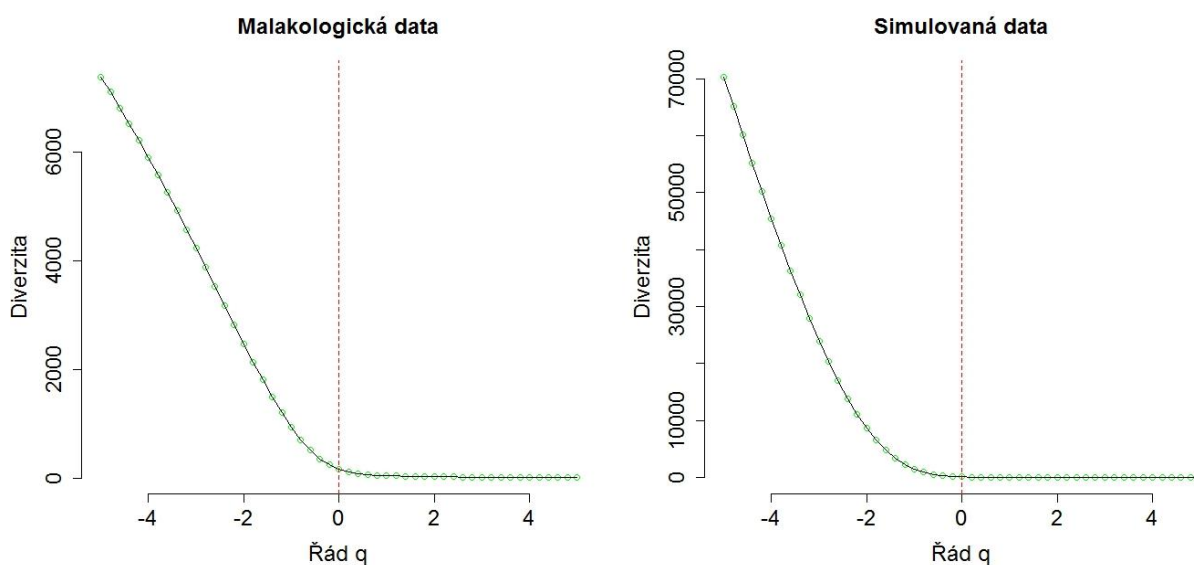 Malakologická data
Diverzita
6000
4000
2000
0
-4 -2 0 2 4
Řád q
Simulovaná data
Diverzita
70000
50000
30000
10000
0
-4 -2 0 2 4
Řád q